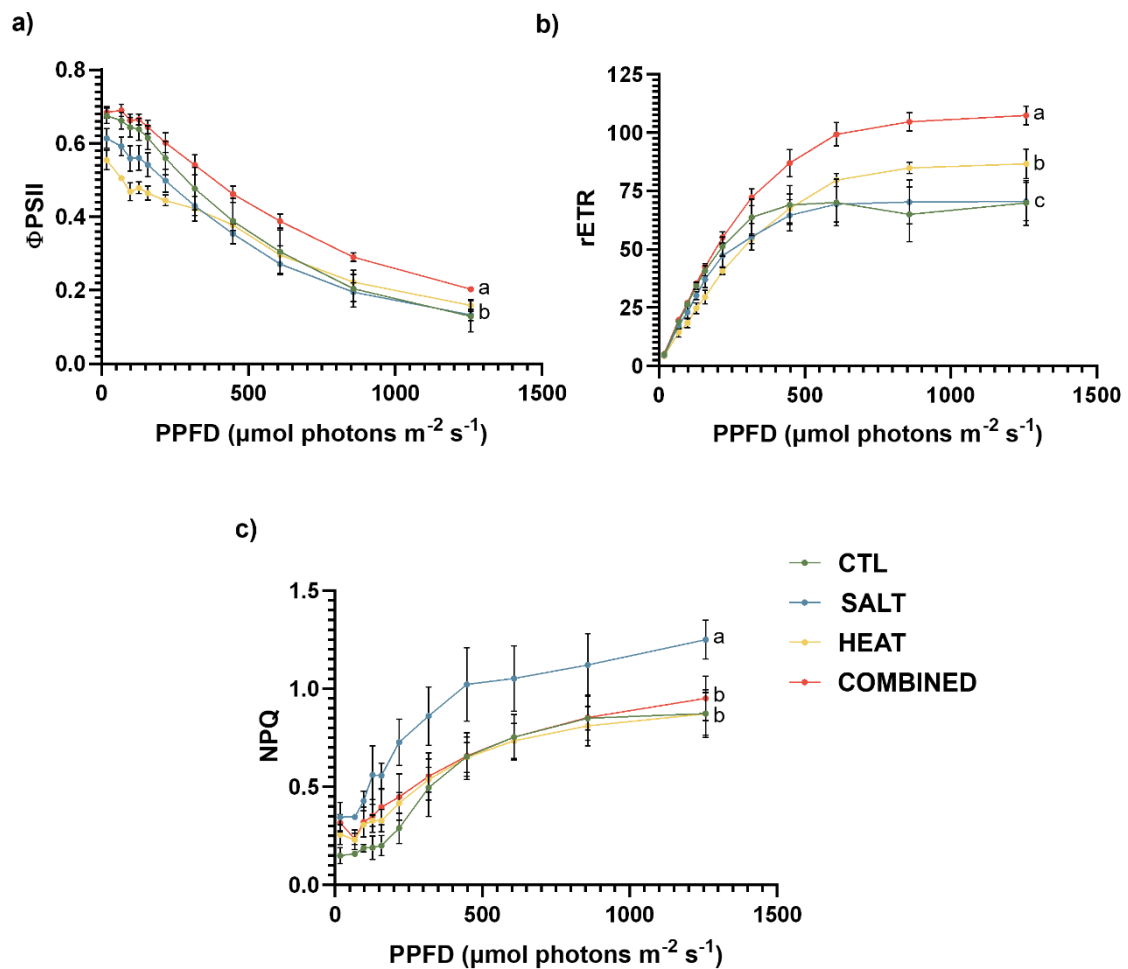 a)
ΦPSII
0.8
0.6
0.4
0.2
0.0
0 500 1000 1500
PPFD (µmol photons m⁻² s⁻¹)
a
b
b)
rETR
125
100
75
50
25
0
0 500 1000 1500
PPFD (µmol photons m⁻² s⁻¹)
a
b
c
c)
NPQ
1.5
1.0
0.5
0.0
0 500 1000 1500
PPFD (µmol photons m⁻² s⁻¹)
a
b
b
CTL
SALT
HEAT
COMBINED